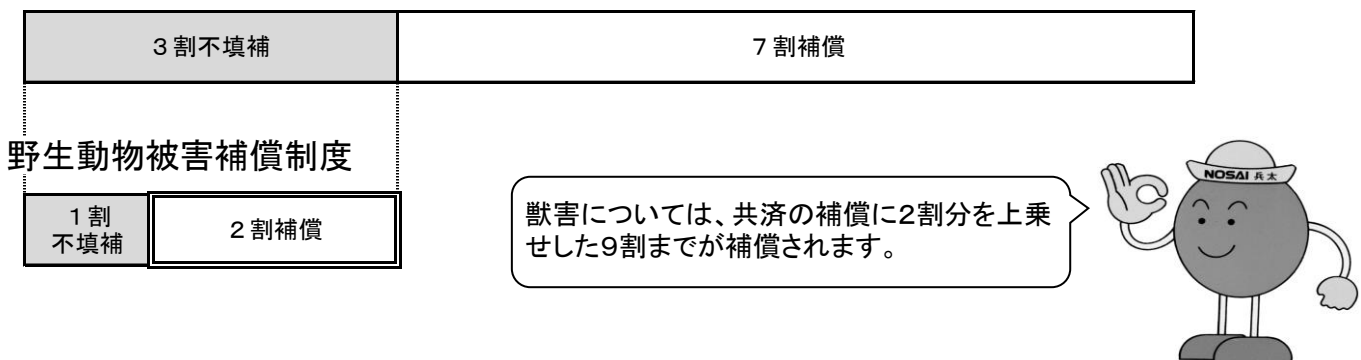 ３割不填補
７割補償
野生動物被害補償制度
１割
不填補
２割補償
獣害については、共済の補償に2割分を上乗
せした9割までが補償されます。
NOSAI 兵太